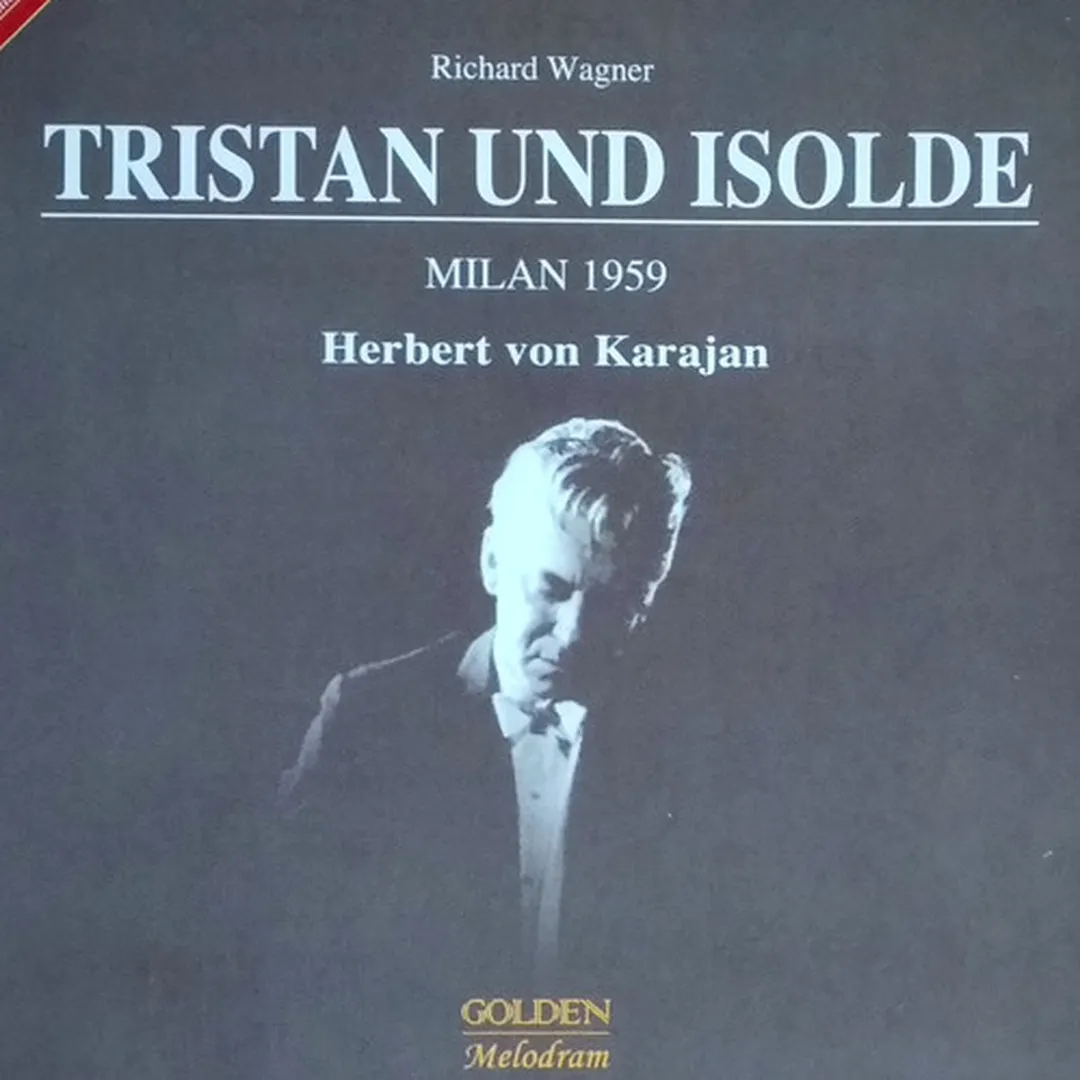 Richard Wagner
TRISTAN UND ISOLDE
MILAN 1959
Herbert von Karajan
GOLDEN
Melodram